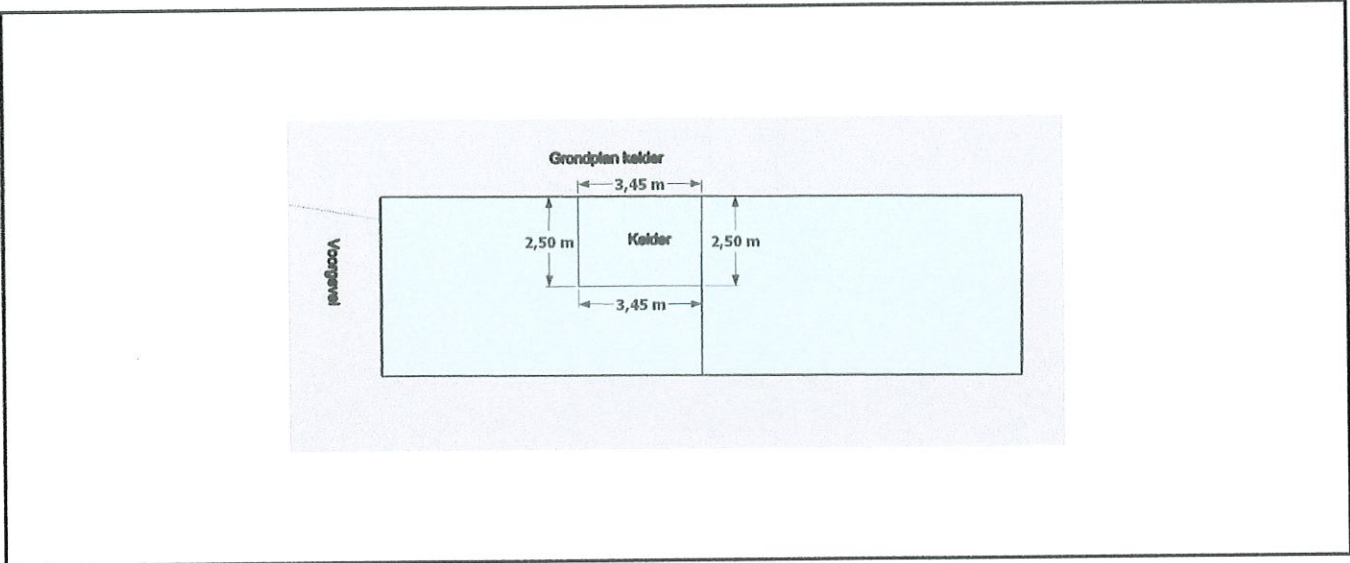 Grondplan kelder
3,45 m
2,50 m
Kelder
2,50 m
3,45 m
Voorgevel